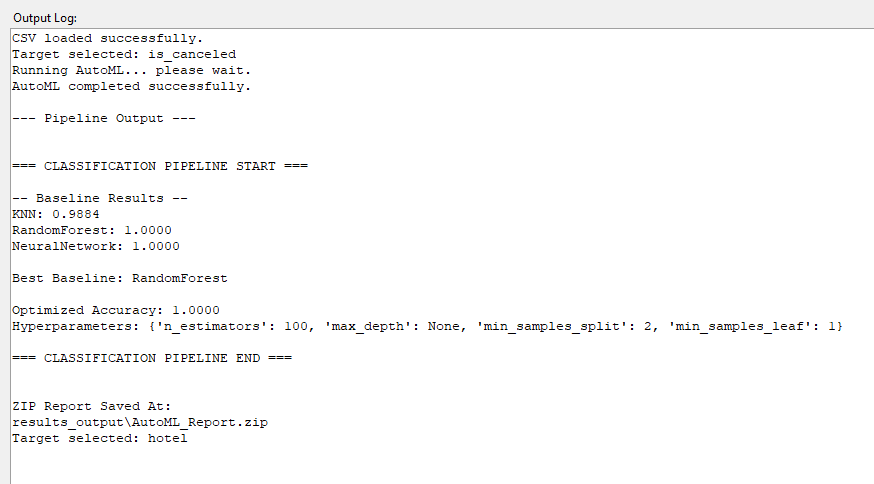 Output Log:
CSV loaded successfully.
Target selected: is_canceled
Running AutoML... please wait.
AutoML completed successfully.
--- Pipeline Output ---
=== CLASSIFICATION PIPELINE START ===
-- Baseline Results --
KNN: 0.9884
RandomForest: 1.0000
NeuralNetwork: 1.0000
Best Baseline: RandomForest
Optimized Accuracy: 1.0000
Hyperparameters: {'n_estimators': 100, 'max_depth': None, 'min_samples_split': 2, 'min_samples_leaf': 1}
=== CLASSIFICATION PIPELINE END ===
ZIP Report Saved At:
results_output\AutoML_Report.zip
Target selected: hotel